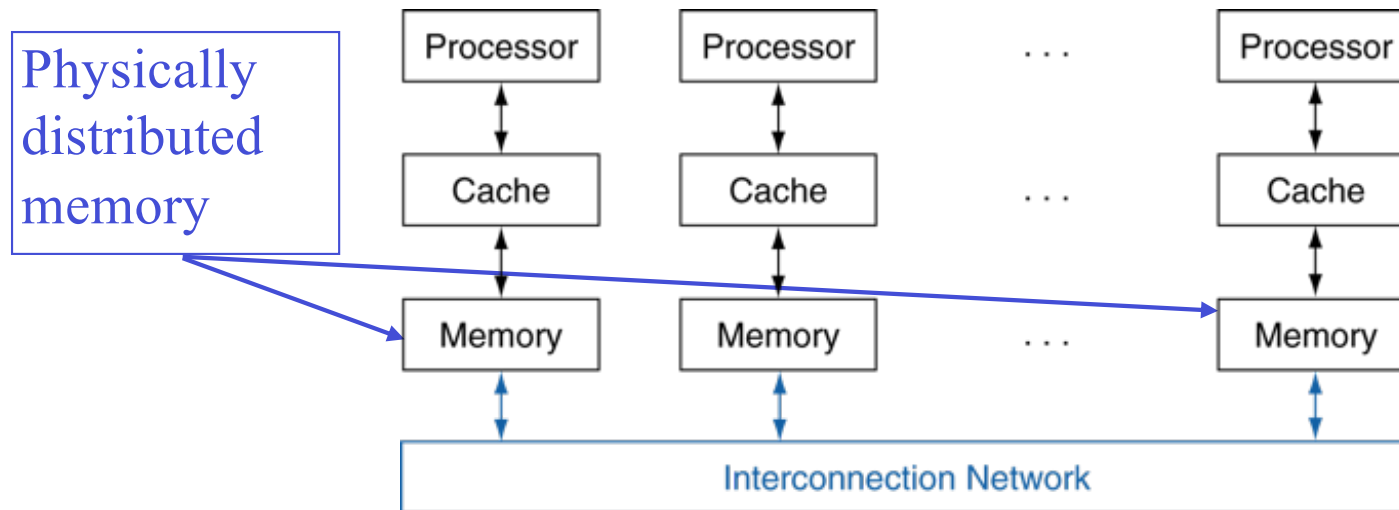 Physically
distributed
memory
Processor Processor . . . Processor
Cache Cache . . . Cache
Memory Memory . . . Memory
Interconnection Network